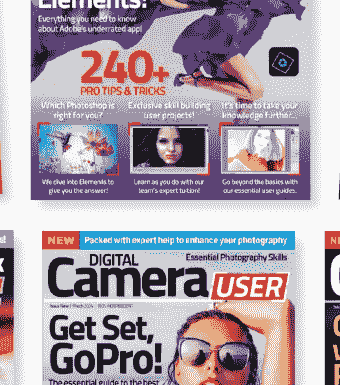 Elements!
Everything you need to know
about Adobe's underrated app!
240+
PRO TIPS & TRICKS
Which Photoshop is
right for you?
Exclusive skill building
user projects!
It's time to take your
knowledge further...
We dive into Elements to
give you the answer!
Learn as you do with our
team's expert tuition!
Go beyond the basics with
our essential user guides.
NEW
Packed with expert help to enhance your photography
DIGITAL
Essential Photography Skills
Camera USER
Get Set,
GoPro!
The essential guide to the best
NEW